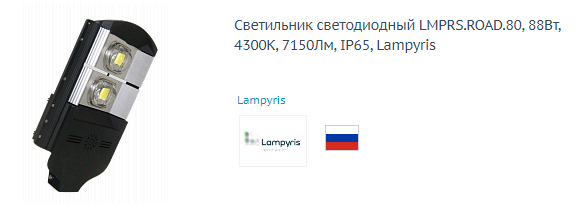 Светильник светодиодный LMPRS.ROAD.80, 88Вт,
4300K, 7150Лм, IP65, Lampyris
Lampyris
Lampyris